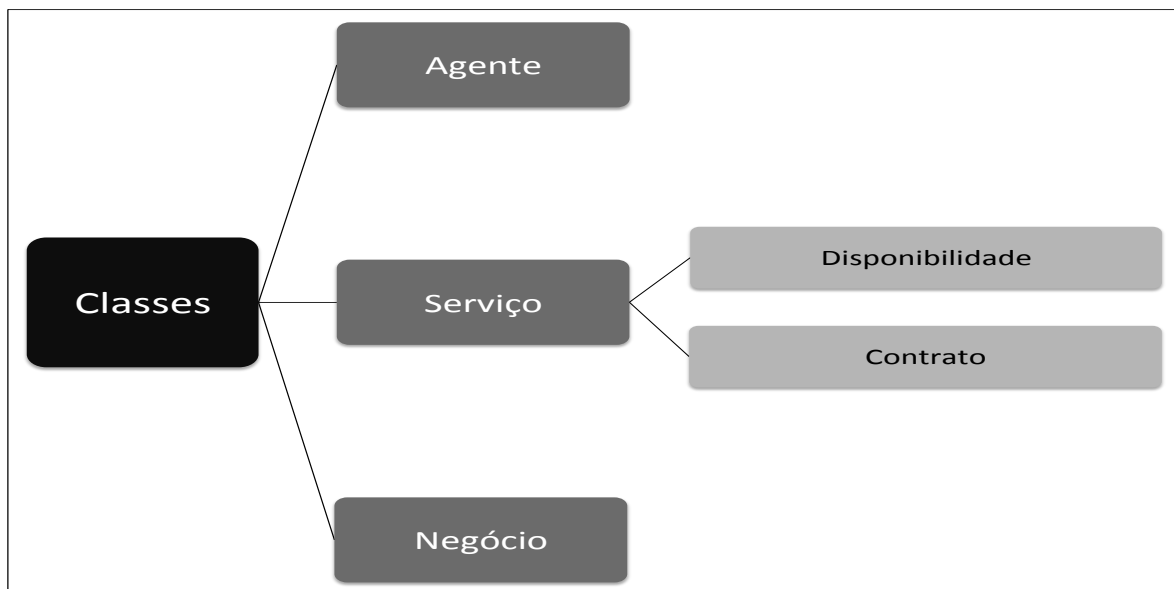 Agente
Disponibilidade
Classes
Serviço
Contrato
Negócio